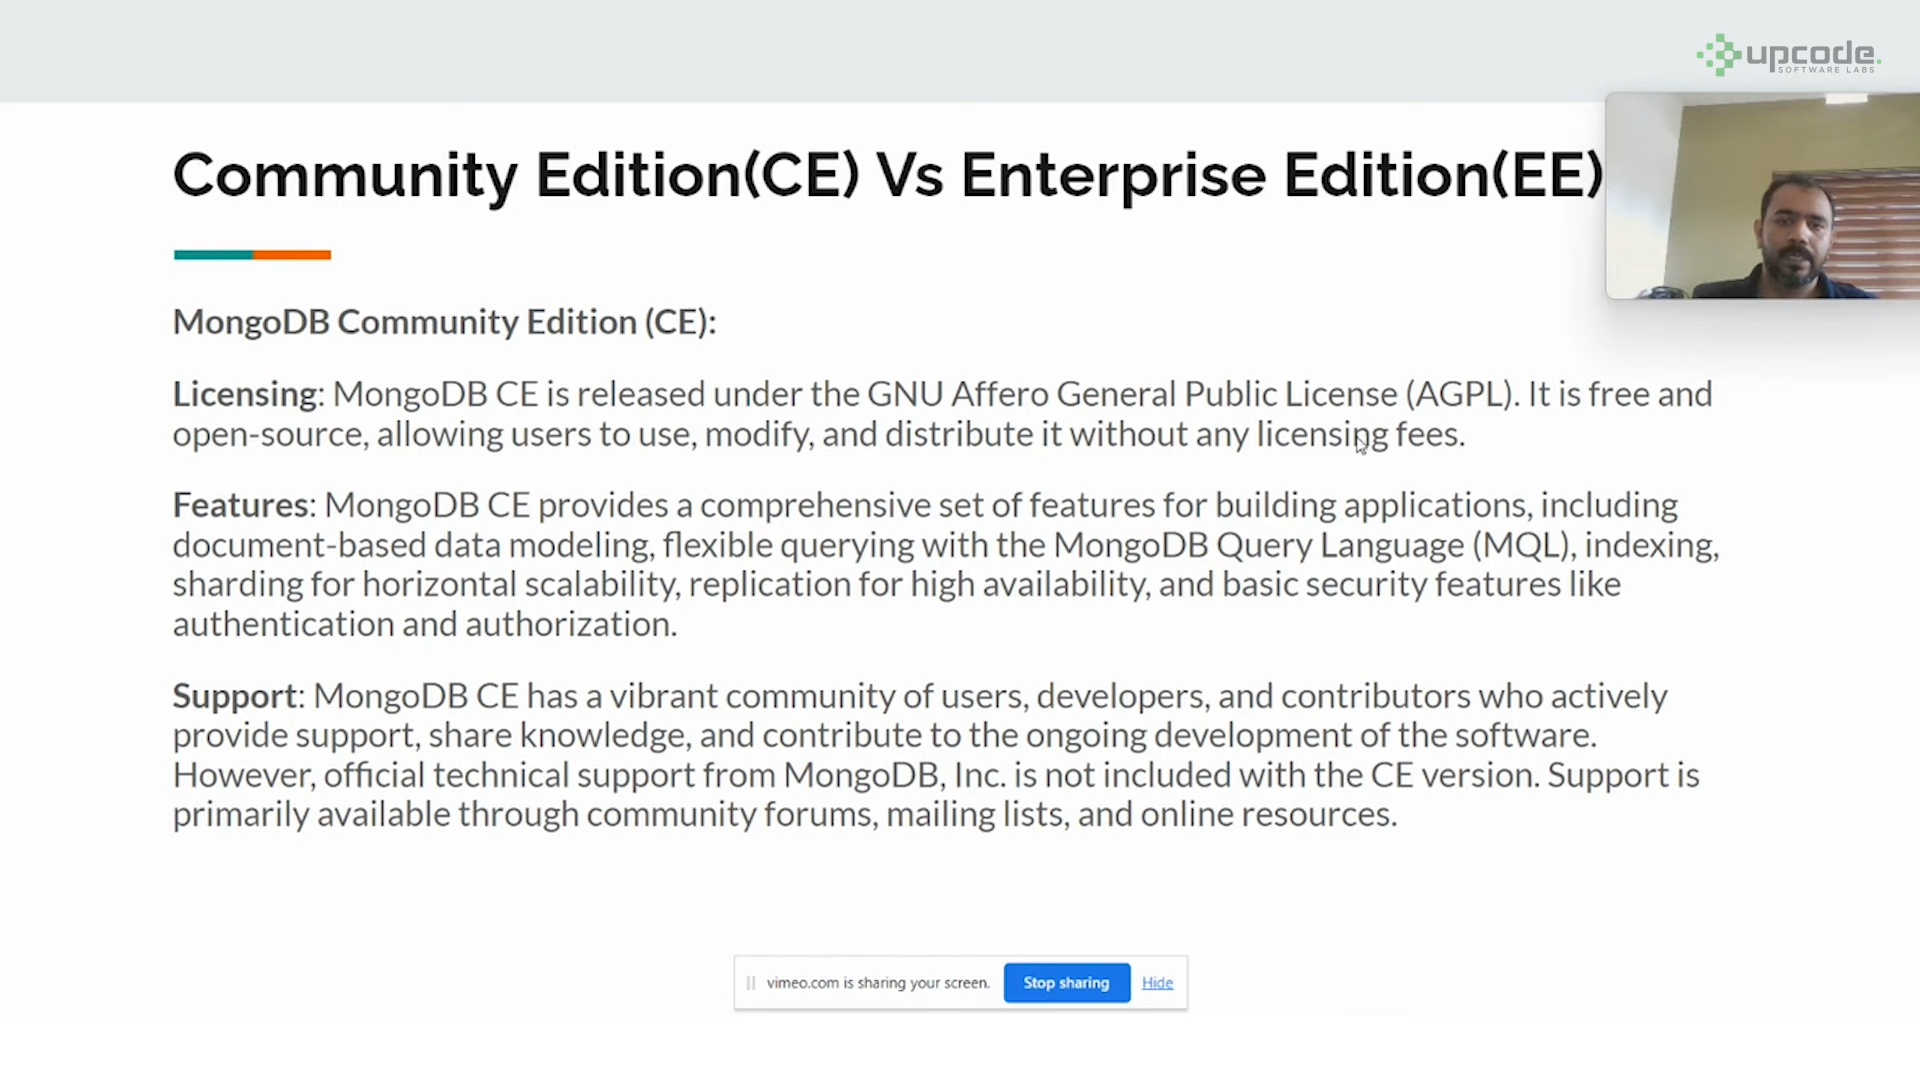 upcode.
SOFTWARE LABS
Community Edition(CE) Vs Enterprise Edition(EE)
MongoDB Community Edition (CE):
Licensing: MongoDB CE is released under the GNU Affero General Public License (AGPL). It is free and
open-source, allowing users to use, modify, and distribute it without any licensing fees.
Features: MongoDB CE provides a comprehensive set of features for building applications, including
document-based data modeling, flexible querying with the MongoDB Query Language (MQL), indexing,
sharding for horizontal scalability, replication for high availability, and basic security features like
authentication and authorization.
Support: MongoDB CE has a vibrant community of users, developers, and contributors who actively
provide support, share knowledge, and contribute to the ongoing development of the software.
However, official technical support from MongoDB, Inc. is not included with the CE version. Support is
primarily available through community forums, mailing lists, and online resources.
vimeo.com is sharing your screen. Stop sharing Hide